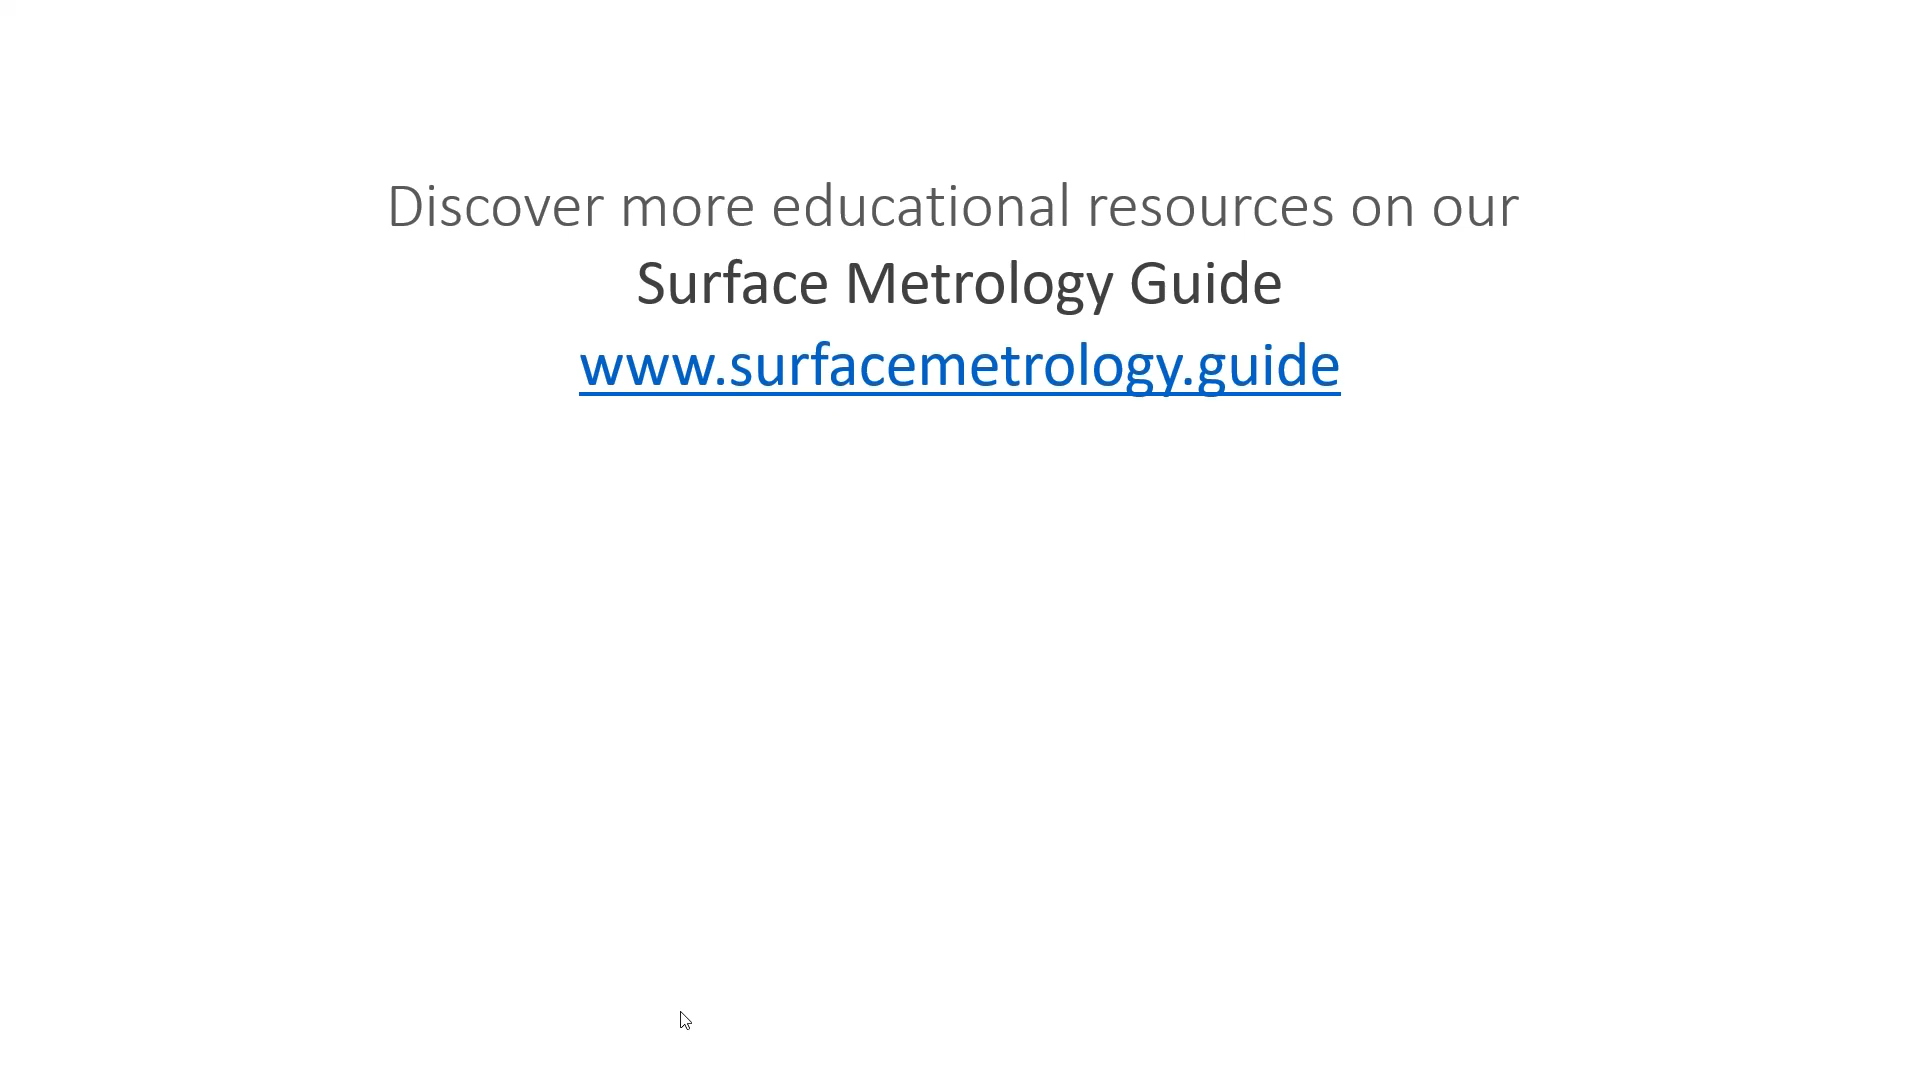 Discover more educational resources on our
Surface Metrology Guide
www.surfacemetrology.guide